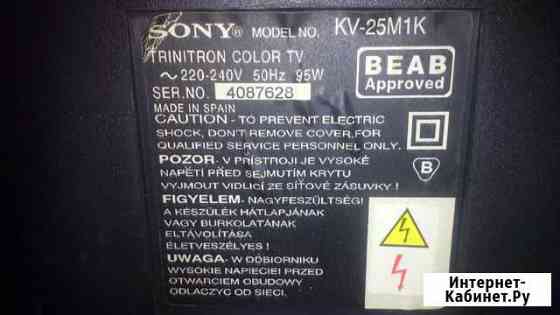 SONY® MODEL NO. KV-25M1K
TRINITRON COLOR TV
~ 220-240V 50Hz 95W
SER.NO. 4087628
MADE IN SPAIN
BEAB
Approved
CAUTION - TO PREVENT ELECTRIC
SHOCK, DON'T REMOVE COVER, FOR
QUALIFIED SERVICE PERSONNEL ONLY.
POZOR - V PŘÍSTROJI JE VYSOKÉ
NAPĚTÍ PŘED SEJMUTÍM KRYTU
VYJMOUT VIDLICI ZE SÍŤOVÉ ZÁSUVKY !
B
FIGYELEM - NAGYFESZÜLTSÉG!
A KÉSZÜLÉK HÁTLAPJÁNAK
VAGY BURKOLATÁNAK
ELTÁVOLÍTÁSA
ÉLETVESZÉLYES !
UWAGA - W ODBIORNIKU
WYSOKIE NAPIECIE! PRZED
OTWARCIEM OBUDOWY
ODLACZYC OD SIECI.
Интернет-
Кабинет.Ру